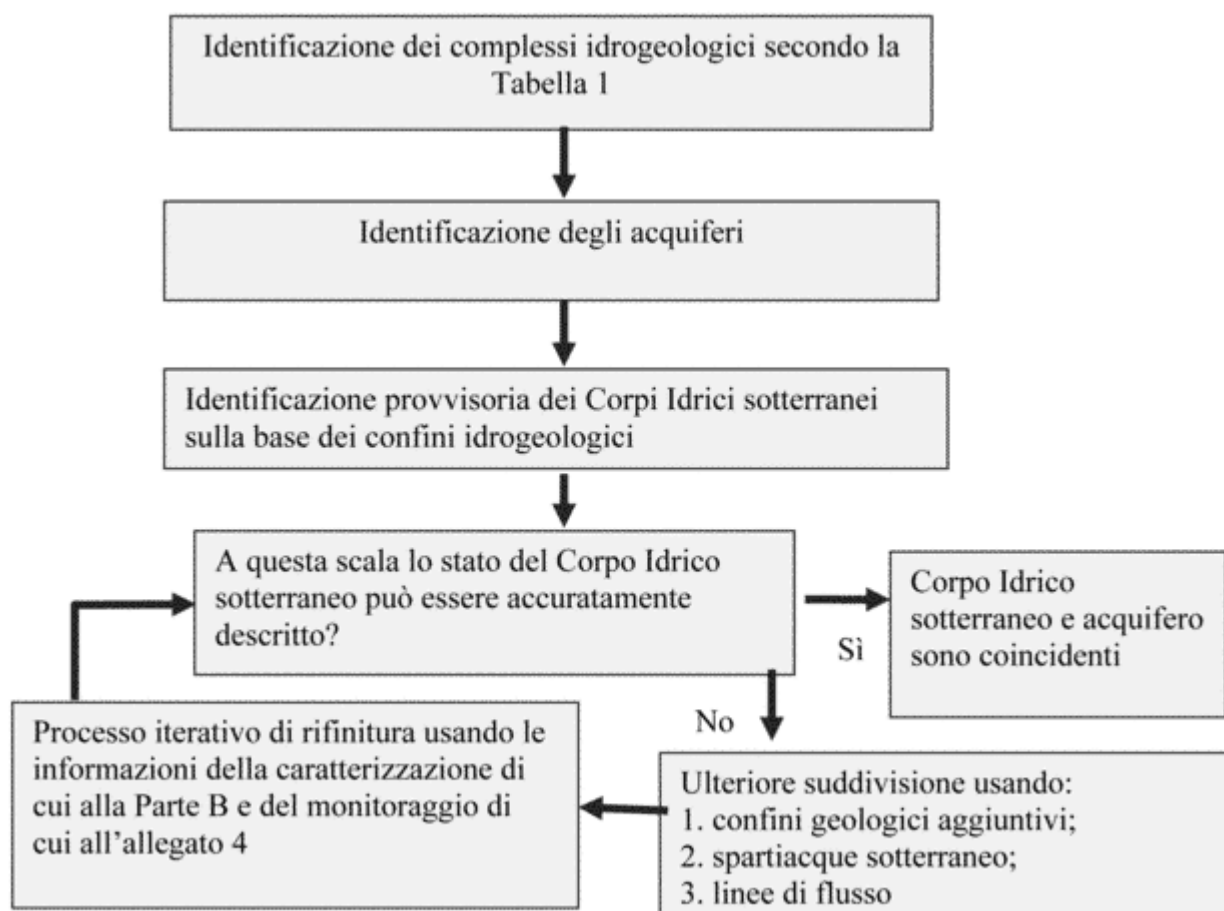 Identificazione dei complessi idrogeologici secondo la
Tabella 1
Identificazione degli acquiferi
Identificazione provvisoria dei Corpi Idrici sotterranei
sulla base dei confini idrogeologici
A questa scala lo stato del Corpo Idrico
sotterraneo può essere accuratamente
descritto?
Sì
Corpo Idrico
sotterraneo e acquifero
sono coincidenti
No
Ulteriore suddivisione usando:
1. confini geologici aggiuntivi;
2. spartiacque sotterraneo;
3. linee di flusso
Processo iterativo di rifinitura usando le
informazioni della caratterizzazione di
cui alla Parte B e del monitoraggio di
cui all'allegato 4